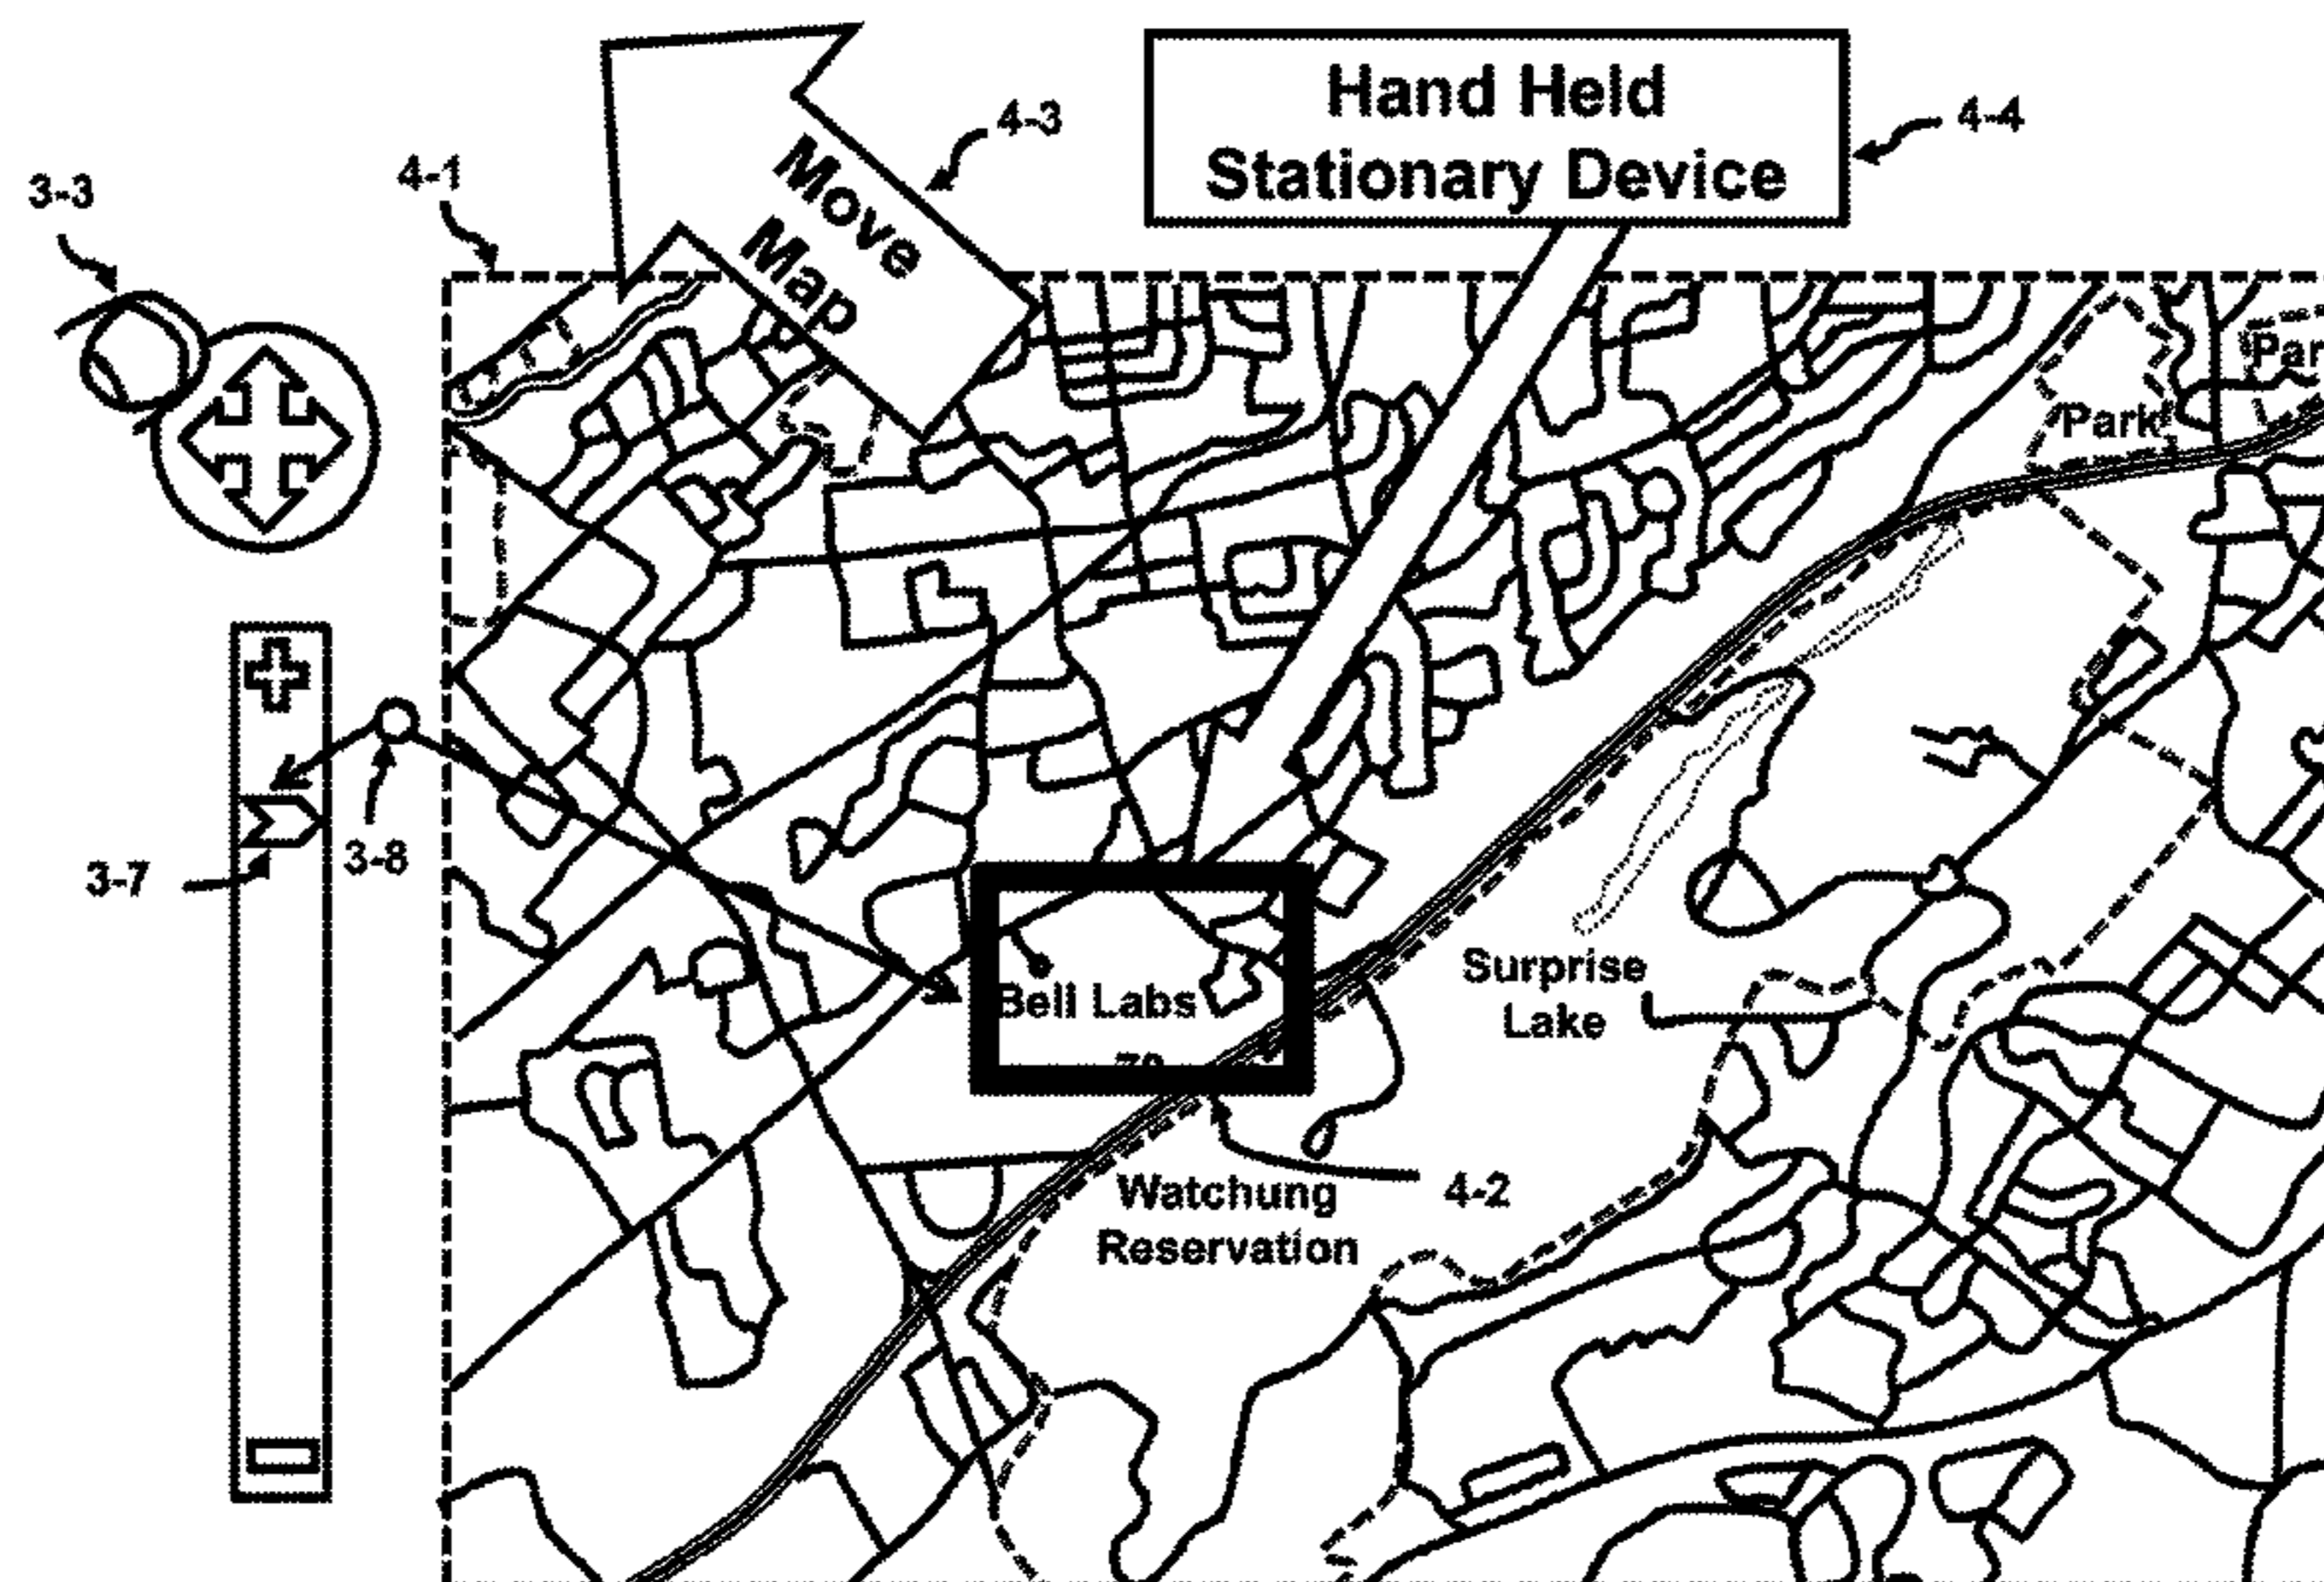 Hand Held
Stationary Device
4-4
4-3
Move
Map
4-1
3-3
Park
3-8
3-7
Bell Labs
Surprise
Lake
Watchung
Reservation
4-2